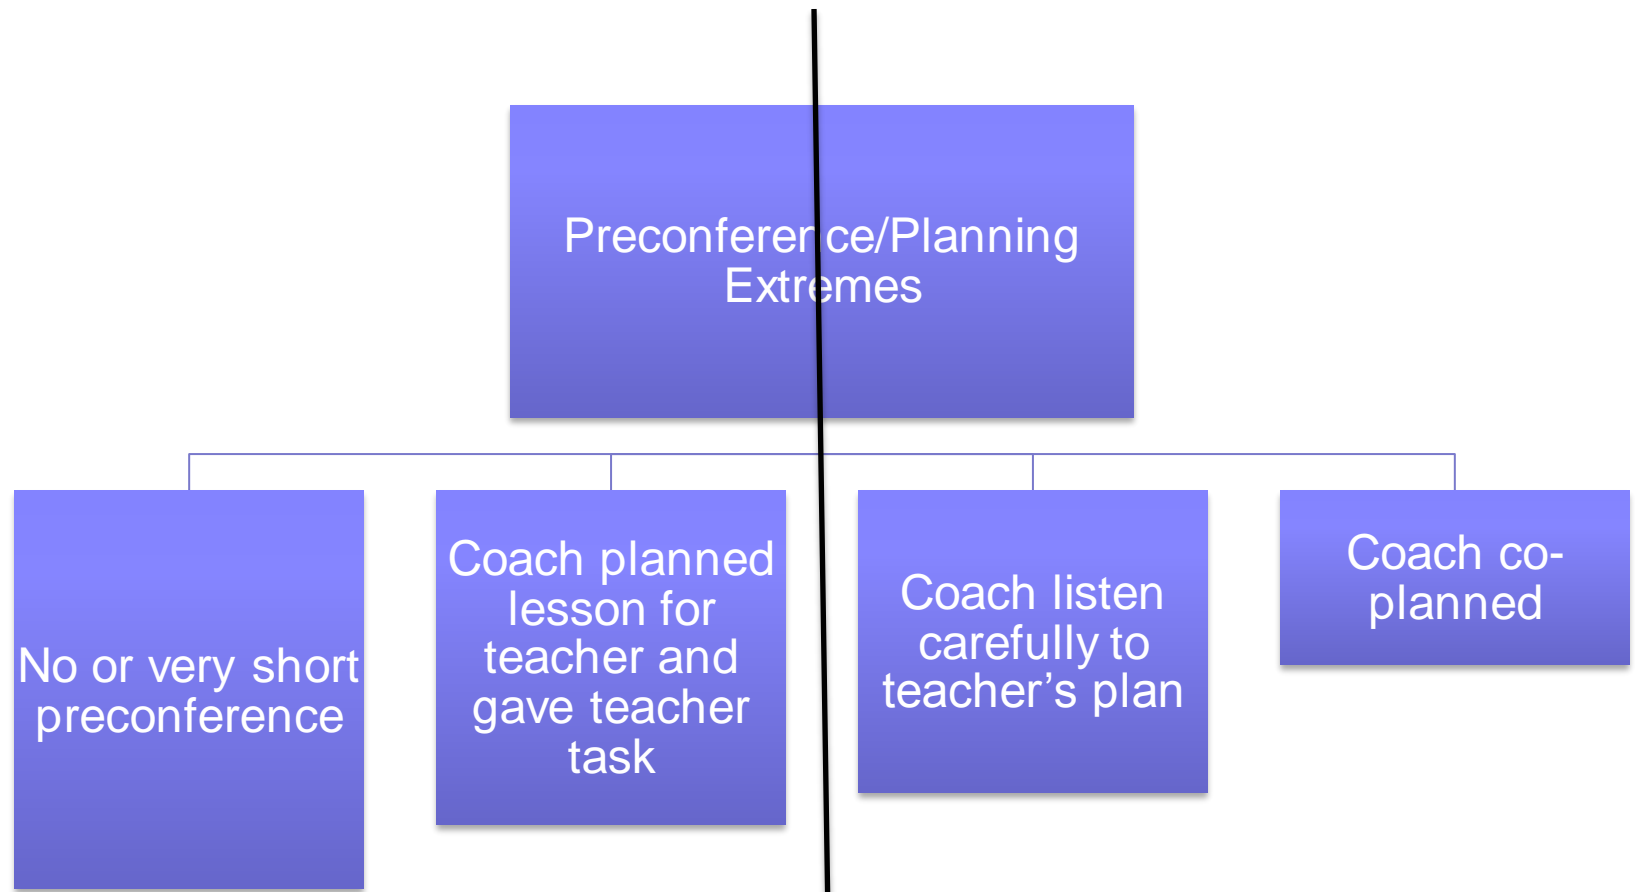 Preconference/Planning
Extremes
No or very short
preconference
Coach planned
lesson for
teacher and
gave teacher
task
Coach listen
carefully to
teacher’s plan
Coach co-
planned